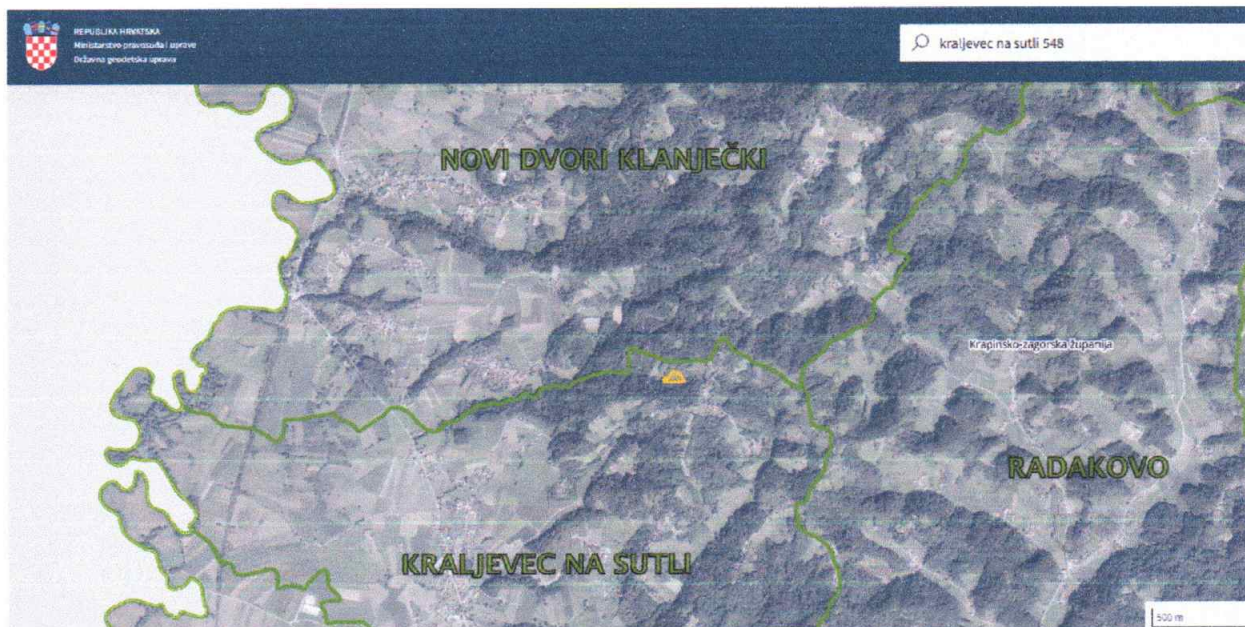 REPUBLIKA HRVATSKA
Ministarstvo pravosuđa i uprave
Državna geodetska uprava
kraljevec na sutli 548
NOVI DVORI KLANJEČKI
Krapinsko-zagorska županija
RADAKOVO
KRALJEVEC NA SUTLI
500 m